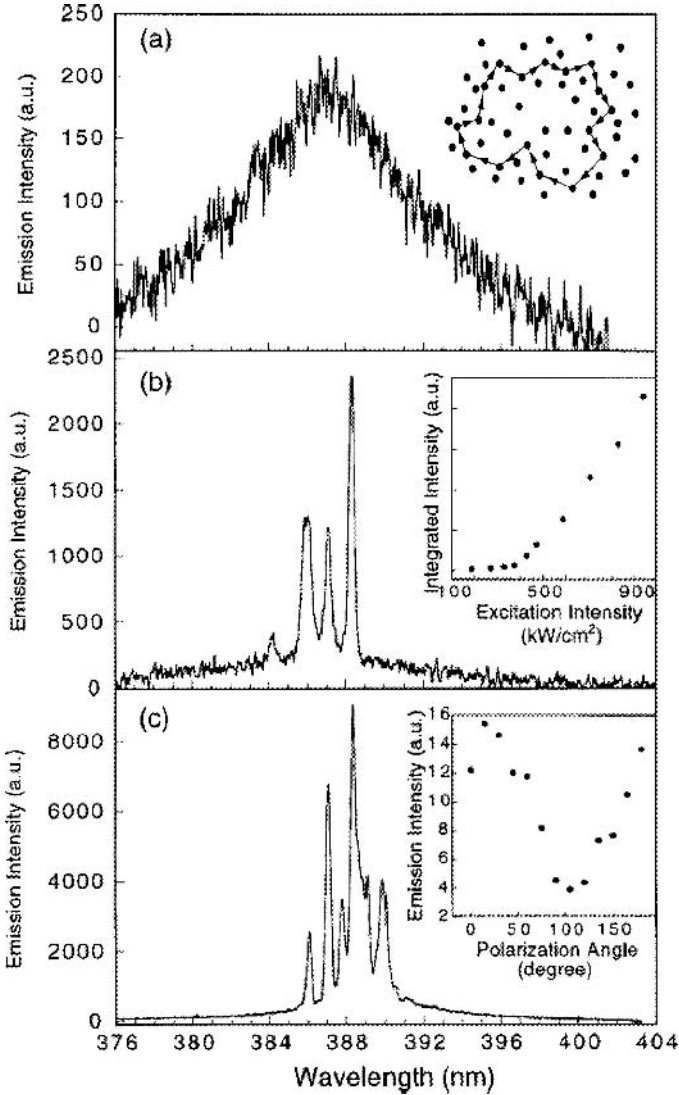 (a)
Emission Intensity (a.u.)
250
200
150
100
50
0
(b)
Emission Intensity (a.u.)
2500
2000
1500
1000
500
0
Integrated Intensity (a.u.)
100 500 900
Excitation Intensity
(kW/cm²)
(c)
Emission Intensity (a.u.)
8000
6000
4000
2000
0
Emission Intensity (a.u.)
16
14
12
10
8
6
4
2
0 50 100 150
Polarization Angle
(degree)
376 380 384 388 392 396 400 404
Wavelength (nm)